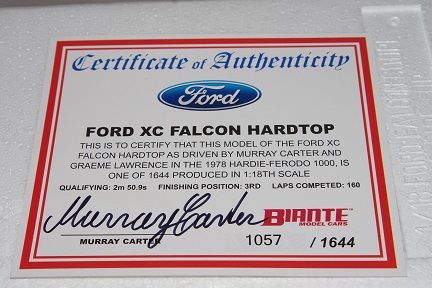 Certificate of Authenticity
Ford
FORD XC FALCON HARDTOP
THIS IS TO CERTIFY THAT THIS MODEL OF THE FORD XC
FALCON HARDTOP AS DRIVEN BY MURRAY CARTER AND
GRAEME LAWRENCE IN THE 1978 HARDIE-FERODO 1000, IS
ONE OF 1644 PRODUCED IN 1:18TH SCALE
QUALIFYING: 2m 50.9s FINISHING POSITION: 3RD LAPS COMPETED: 160
Murray Carter
BIANTE™
MODEL CARS
MURRAY CARTER 1057 / 1644